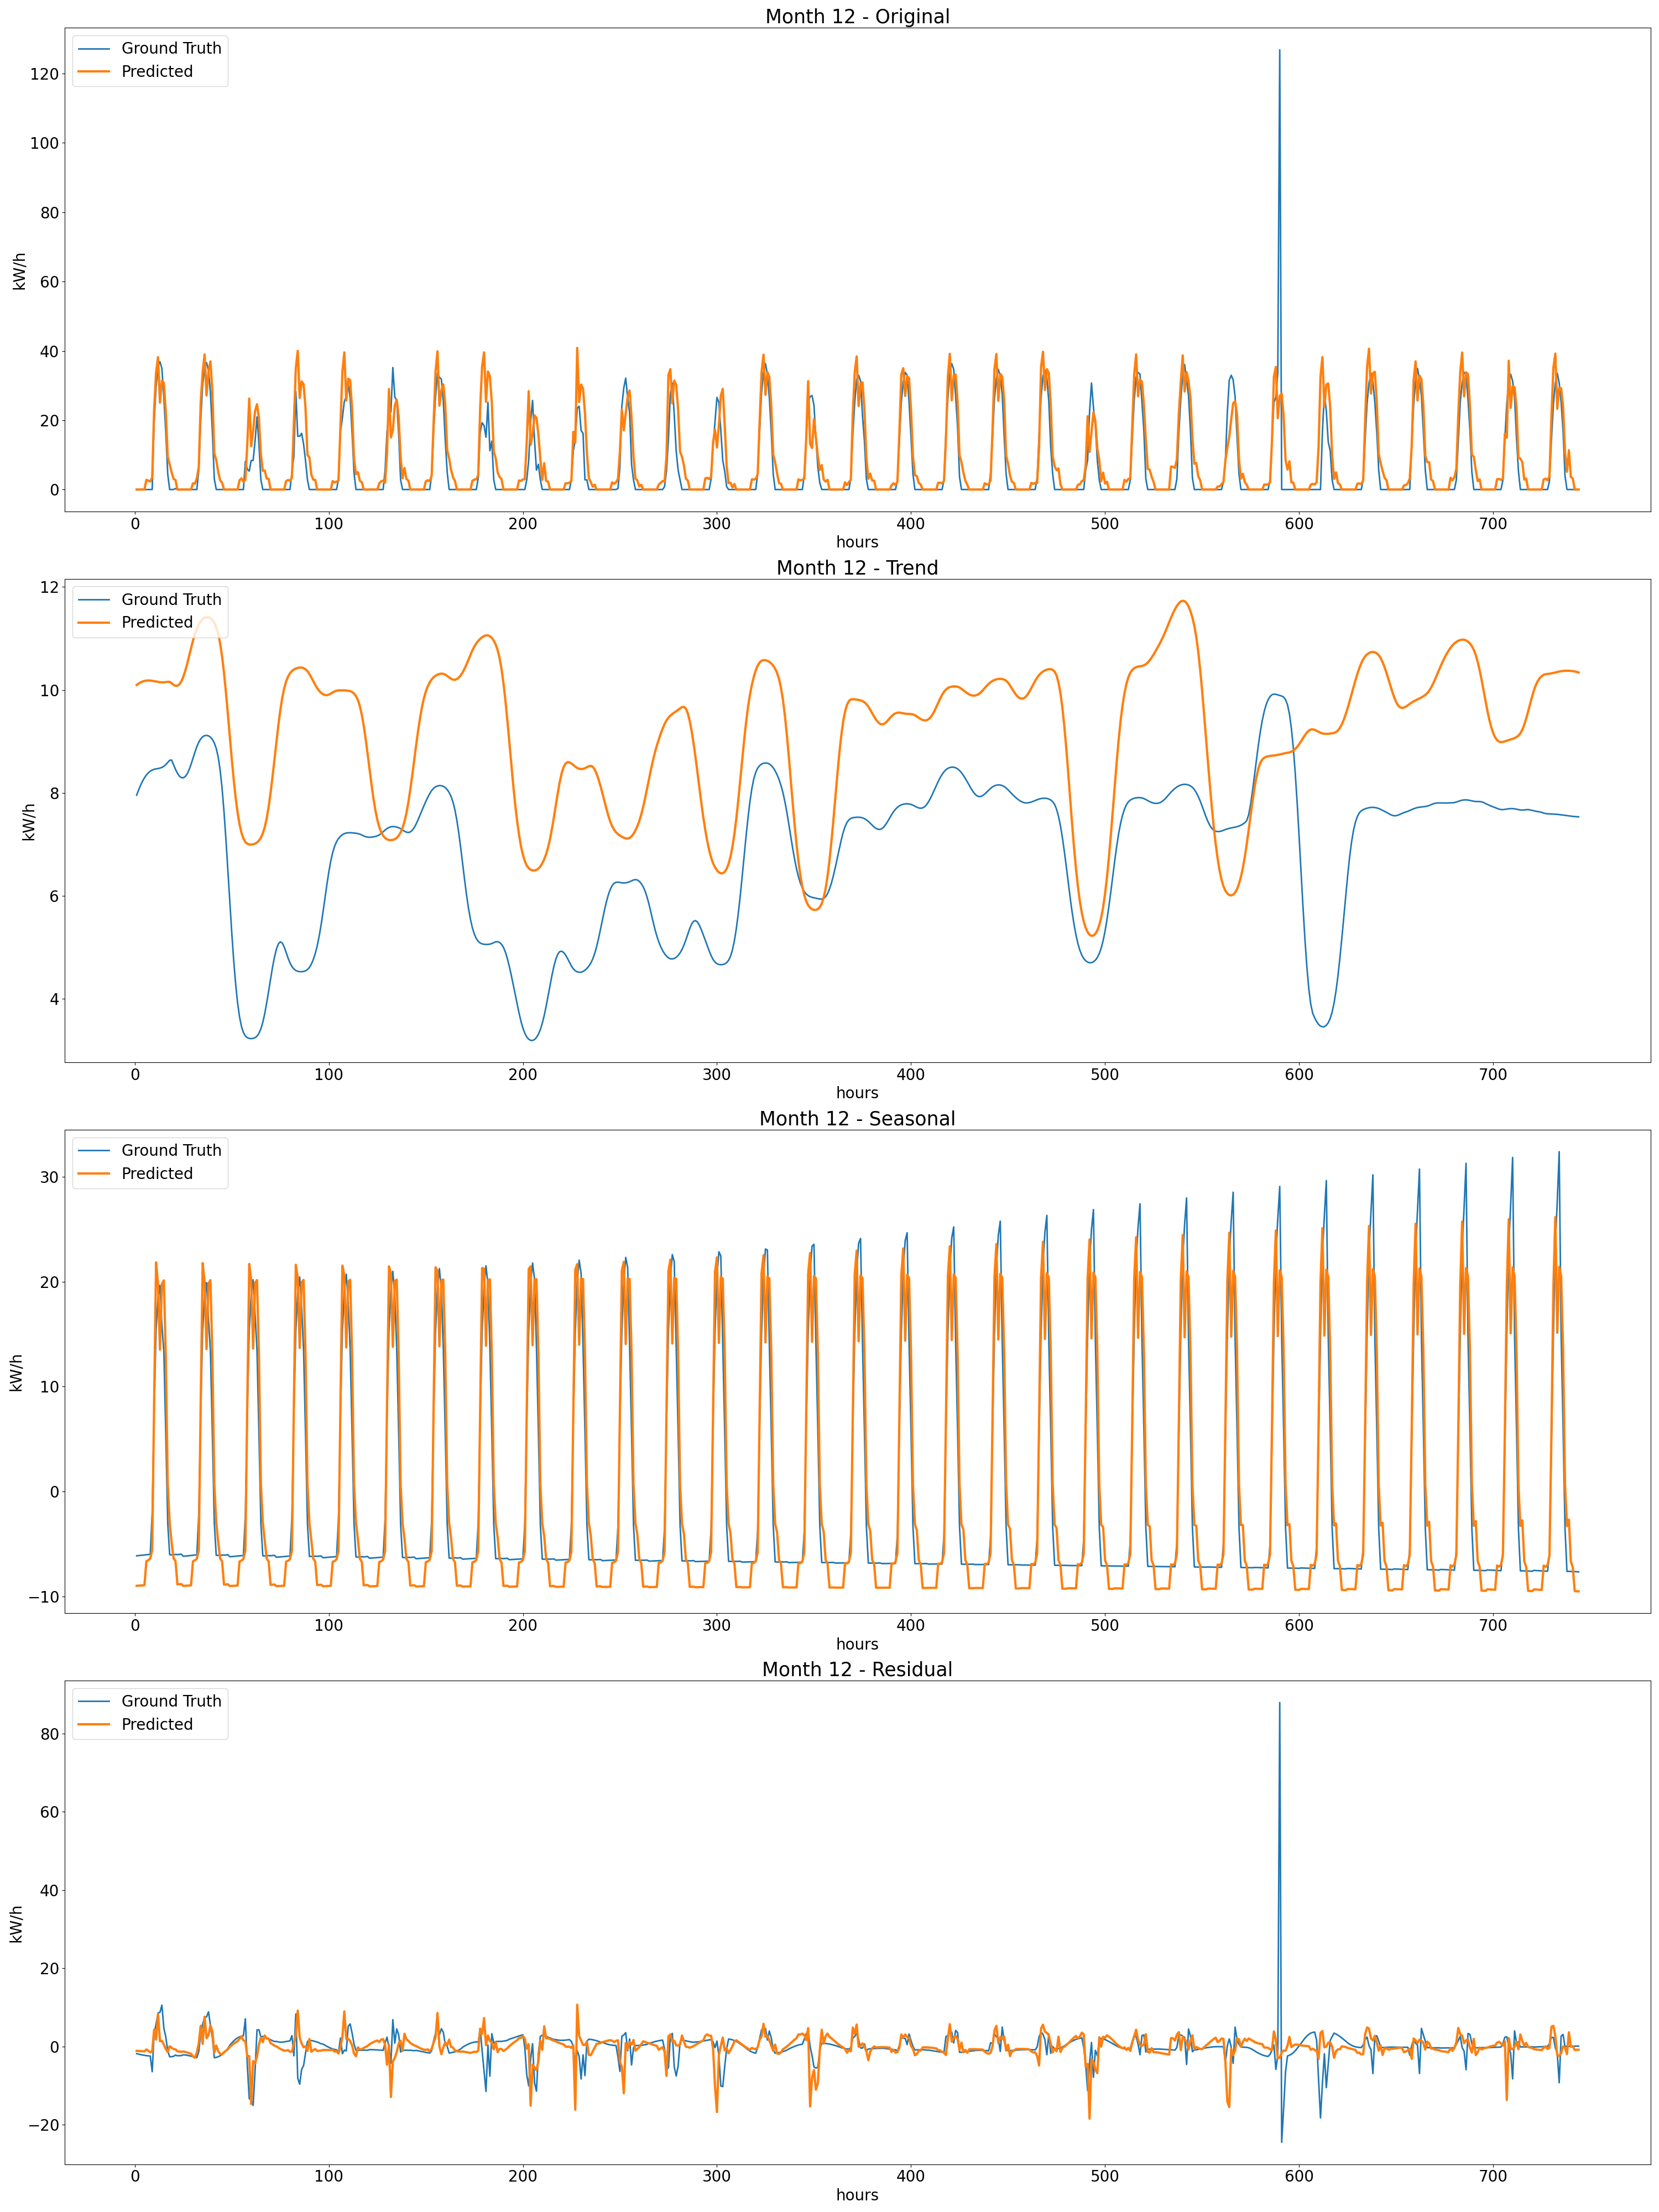 Month 12 - Original
Ground Truth
Predicted
kW/h
120
100
80
60
40
20
0
0 100 200 300 400 500 600 700
hours
Month 12 - Trend
Ground Truth
Predicted
kW/h
12
10
8
6
4
0 100 200 300 400 500 600 700
hours
Month 12 - Seasonal
Ground Truth
Predicted
kW/h
30
20
10
0
−10
0 100 200 300 400 500 600 700
hours
Month 12 - Residual
Ground Truth
Predicted
kW/h
80
60
40
20
0
−20
0 100 200 300 400 500 600 700
hours